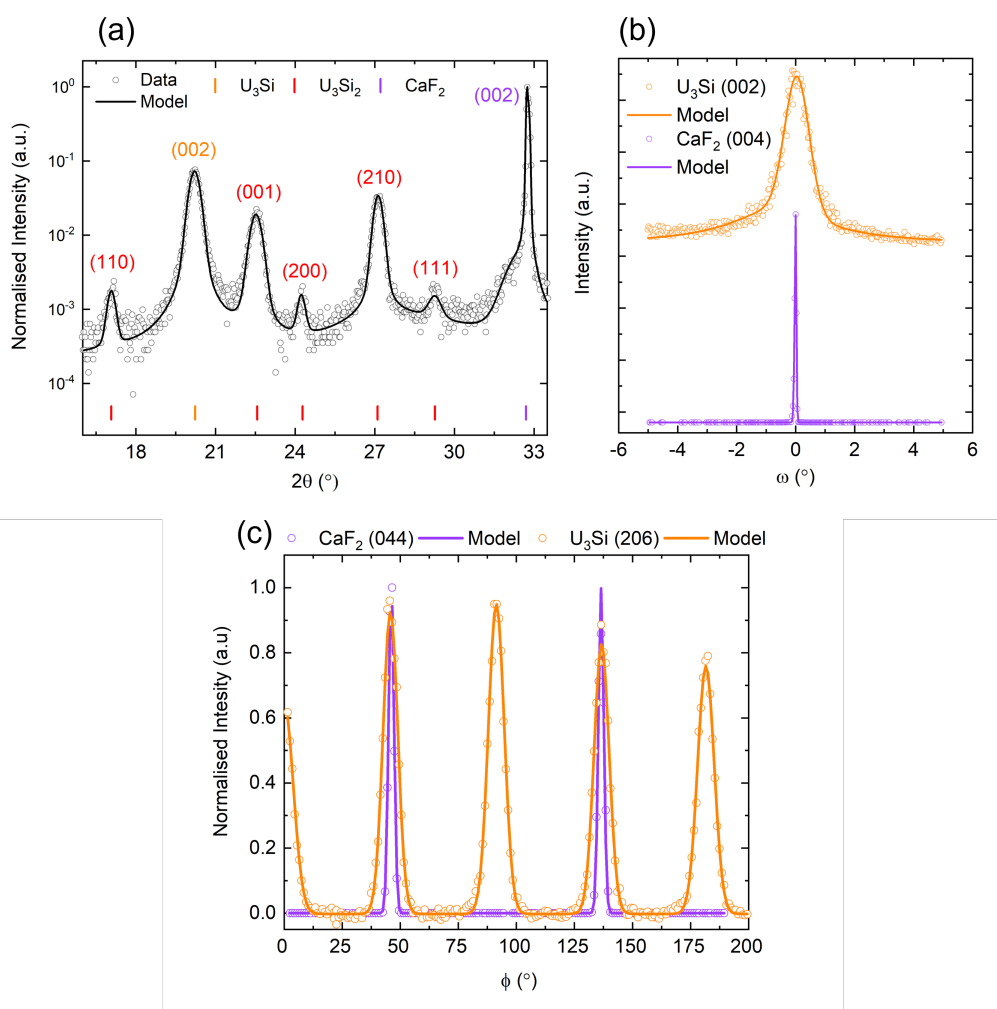 (a)
Data
U₃Si
U₃Si₂
CaF₂
Model
(002)
(002)
(210)
(001)
(110)
(200)
(111)
10⁰
10⁻¹
10⁻²
10⁻³
10⁻⁴
Normalised Intensity (a.u.)
18 21 24 27 30 33
2θ (°)
(b)
U₃Si (002)
Model
CaF₂ (004)
Model
Intensity (a.u.)
-6 -4 -2 0 2 4 6
ω (°)
(c)
CaF₂ (044) Model U₃Si (206) Model
1.0
0.8
0.6
0.4
0.2
0.0
Normalised Intesity (a.u)
0 25 50 75 100 125 150 175 200
ϕ (°)